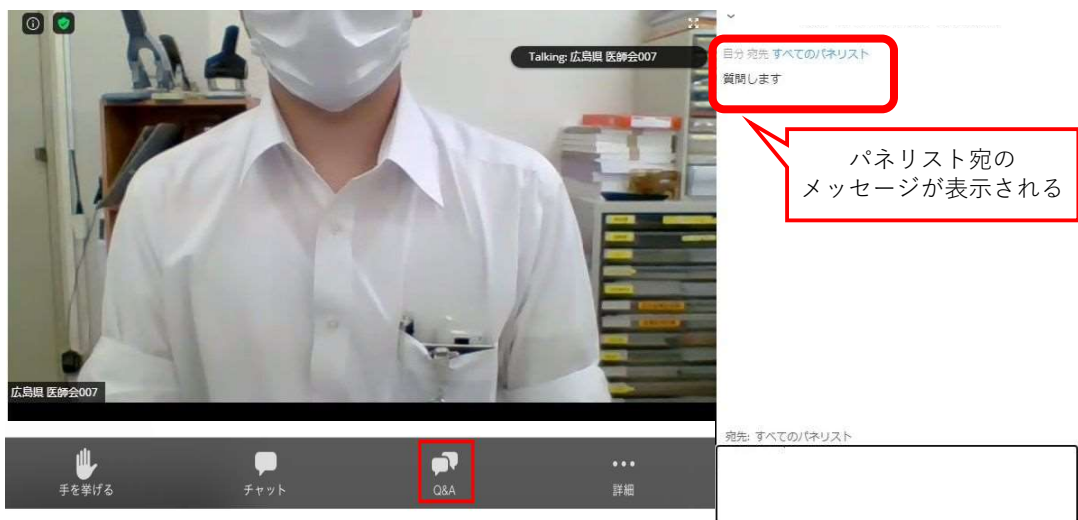 Talking: 広島県 医師会007
広島県 医師会007
手を挙げる
チャット
Q&A
詳細
自分 宛先 すべてのパネリスト
質問します
パネリスト宛の
メッセージが表示される
宛先: すべてのパネリスト